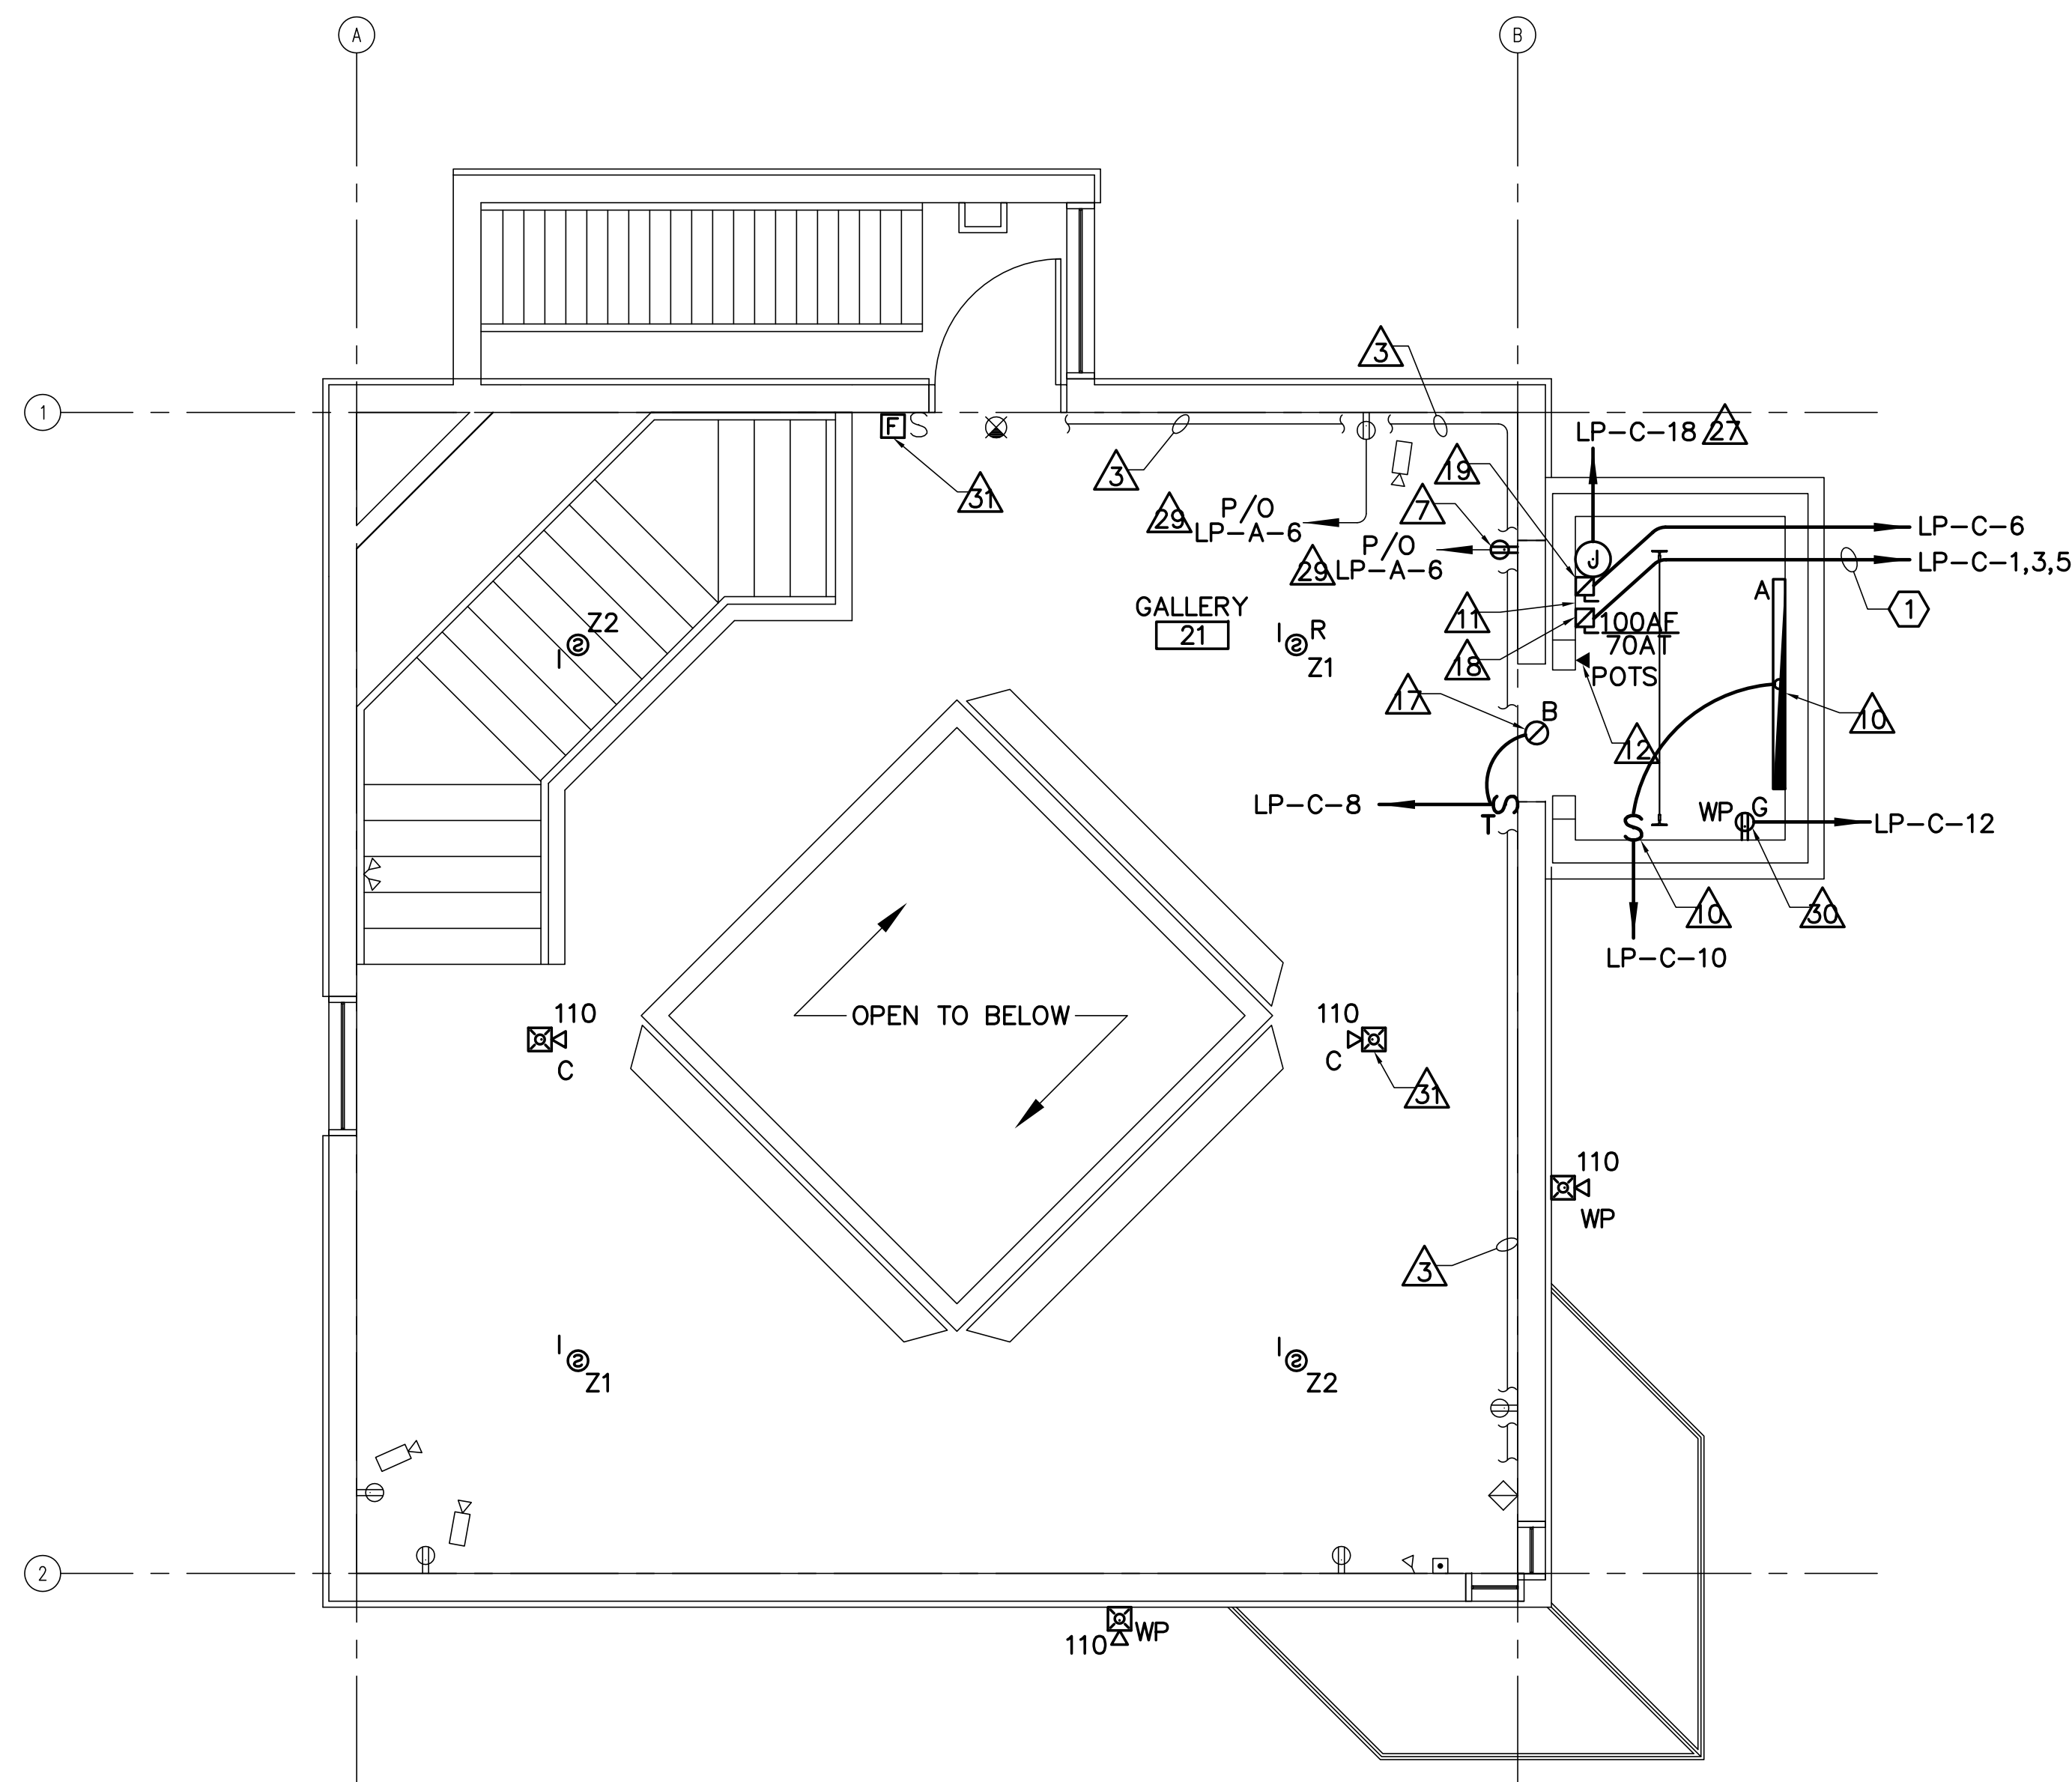 A
B
1
3
F
S
31
3
LP-C-18
27
19
29
P/O
LP-A-6
7
LP-C-6
P/O
29
LP-A-6
J
LP-C-1,3,5
A
1
GALLERY
21
11
100AF
70AT
18
POTS
Z2
I
I
R
Z1
17
B
10
12
LP-C-8
T
S
WP
G
LP-C-12
S
10
30
LP-C-10
OPEN TO BELOW
110
C
110
C
31
110
WP
3
I
Z1
I
Z2
2
110
WP